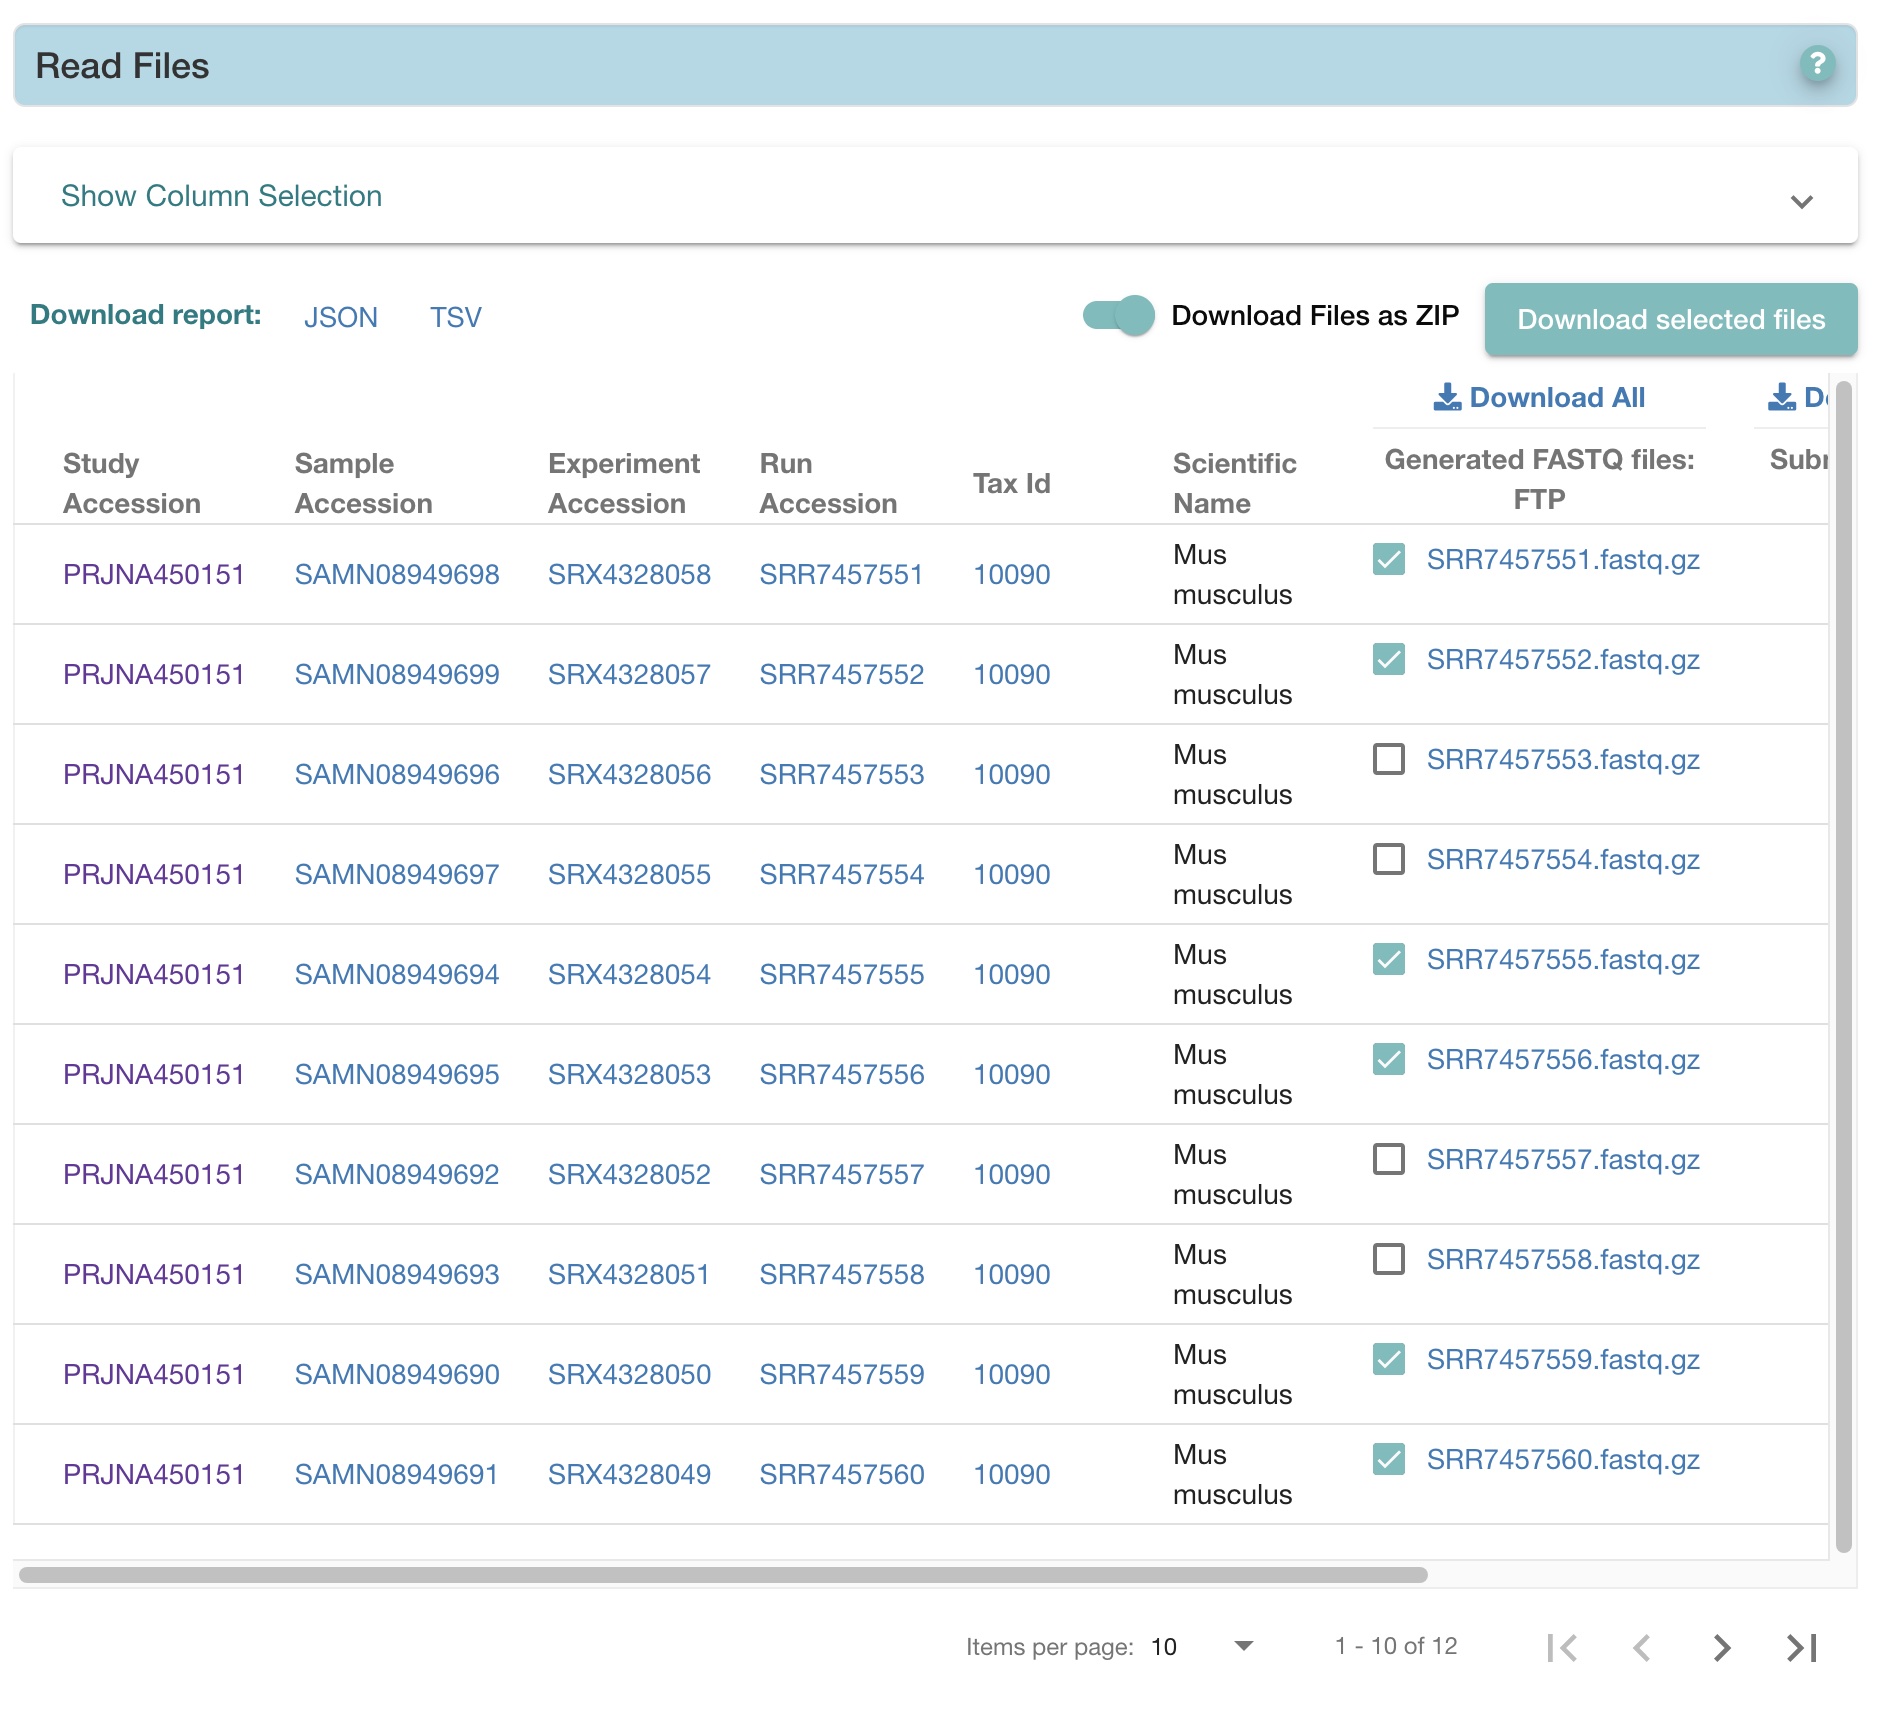 Read Files
?
Show Column Selection
Download report: JSON TSV
Download Files as ZIP
Download selected files
Download All
Study Accession Sample Accession Experiment Accession Run Accession Tax Id Scientific Name Generated FASTQ files: FTP
PRJNA450151 SAMN08949698 SRX4328058 SRR7457551 10090 Mus musculus SRR7457551.fastq.gz
PRJNA450151 SAMN08949699 SRX4328057 SRR7457552 10090 Mus musculus SRR7457552.fastq.gz
PRJNA450151 SAMN08949696 SRX4328056 SRR7457553 10090 Mus musculus SRR7457553.fastq.gz
PRJNA450151 SAMN08949697 SRX4328055 SRR7457554 10090 Mus musculus SRR7457554.fastq.gz
PRJNA450151 SAMN08949694 SRX4328054 SRR7457555 10090 Mus musculus SRR7457555.fastq.gz
PRJNA450151 SAMN08949695 SRX4328053 SRR7457556 10090 Mus musculus SRR7457556.fastq.gz
PRJNA450151 SAMN08949692 SRX4328052 SRR7457557 10090 Mus musculus SRR7457557.fastq.gz
PRJNA450151 SAMN08949693 SRX4328051 SRR7457558 10090 Mus musculus SRR7457558.fastq.gz
PRJNA450151 SAMN08949690 SRX4328050 SRR7457559 10090 Mus musculus SRR7457559.fastq.gz
PRJNA450151 SAMN08949691 SRX4328049 SRR7457560 10090 Mus musculus SRR7457560.fastq.gz
Items per page: 10 1 - 10 of 12